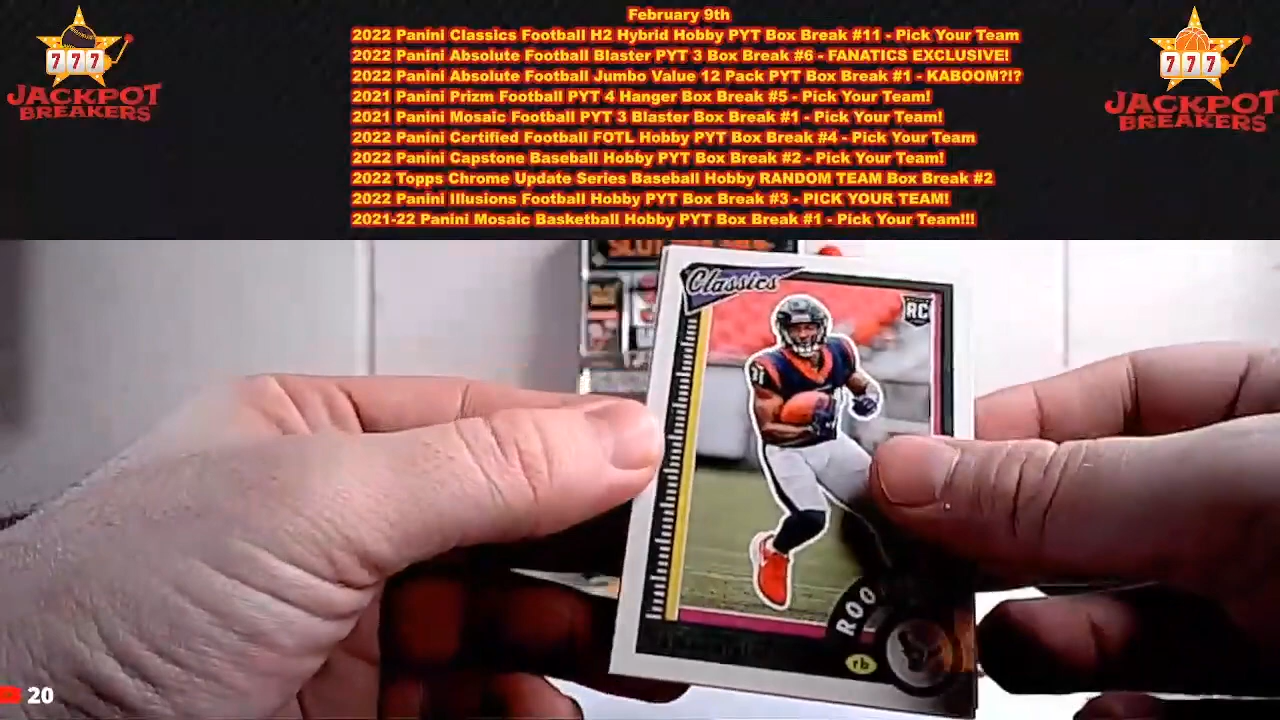 February 9th
2022 Panini Classics Football H2 Hybrid Hobby PYT Box Break #11 - Pick Your Team
2022 Panini Absolute Football Blaster PYT 3 Box Break #6 - FANATICS EXCLUSIVE!
2022 Panini Absolute Football Jumbo Value 12 Pack PYT Box Break #1 - KABOOM?!?
2021 Panini Prizm Football PYT 4 Hanger Box Break #5 - Pick Your Team!
2021 Panini Mosaic Football PYT 3 Blaster Box Break #1 - Pick Your Team!
2022 Panini Certified Football FOTL Hobby PYT Box Break #4 - Pick Your Team
2022 Panini Capstone Baseball Hobby PYT Box Break #2 - Pick Your Team!
2022 Topps Chrome Update Series Baseball Hobby RANDOM TEAM Box Break #2
2022 Panini Illusions Football Hobby PYT Box Break #3 - PICK YOUR TEAM!
2021-22 Panini Mosaic Basketball Hobby PYT Box Break #1 - Pick Your Team!!!
777
JACKPOT
BREAKERS
777
JACKPOT
BREAKERS
Classics
RC
31
ROO
rb
20